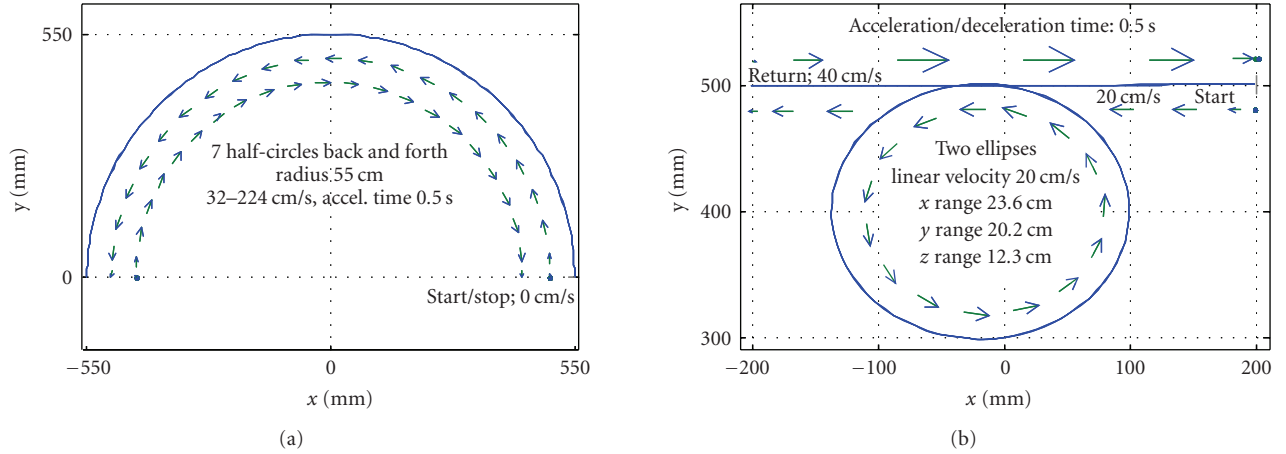 550
0
y (mm)
7 half-circles back and forth
radius 55 cm
32–224 cm/s, accel. time 0.5 s
Start/stop; 0 cm/s
−550
0
550
x (mm)
(a)
Acceleration/deceleration time: 0.5 s
500
400
300
y (mm)
Return; 40 cm/s
20 cm/s
Start
Two ellipses
linear velocity 20 cm/s
x range 23.6 cm
y range 20.2 cm
z range 12.3 cm
−200
−100
0
100
200
x (mm)
(b)